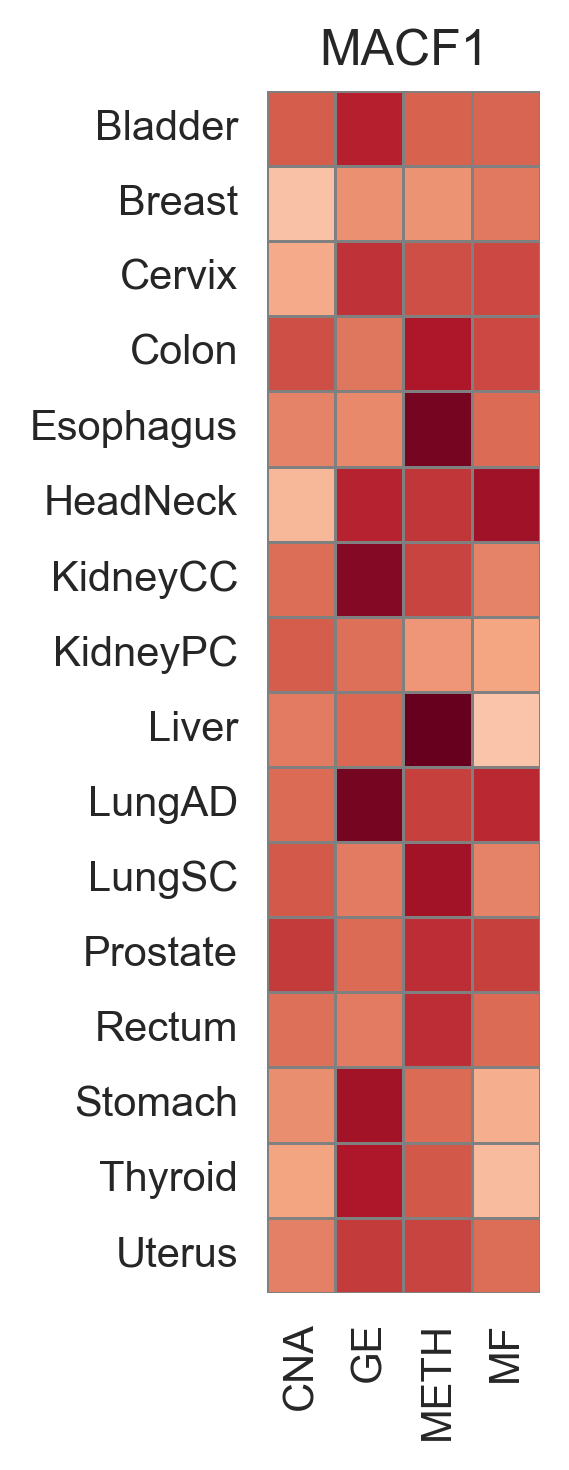 MACF1
Bladder
Breast
Cervix
Colon
Esophagus
HeadNeck
KidneyCC
KidneyPC
Liver
LungAD
LungSC
Prostate
Rectum
Stomach
Thyroid
Uterus
CNA
GE
METH
MF